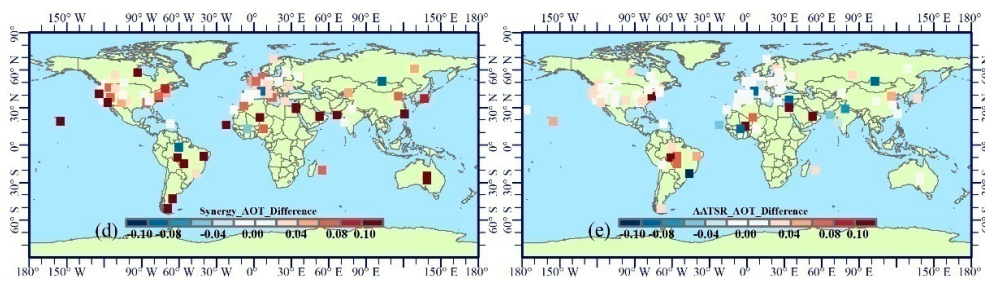 180° 150° W 90° W 60° W 30° W 0° 30° E 60° E 90° E 150° E 180° 180° 150° W 90° W 60° W 30° W 0° 30° E 60° E 90° E 150° E 180°
90°
60° N
30° N
0°
30° S
60° S
90°
60° N
30° N
0°
30° S
60° S
Synergy_AOT_Difference
(d) -0.10 -0.08 -0.04 0.00 0.04 0.08 0.10
AATSR_AOT_Difference
(e) -0.10 -0.08 -0.04 0.00 0.04 0.08 0.10
180° 150° W 90° W 60° W 30° W 0° 30° E 60° E 90° E 150° E 180° 150° W 90° W 60° W 30° W 0° 30° E 60° E 90° E 150° E 180°